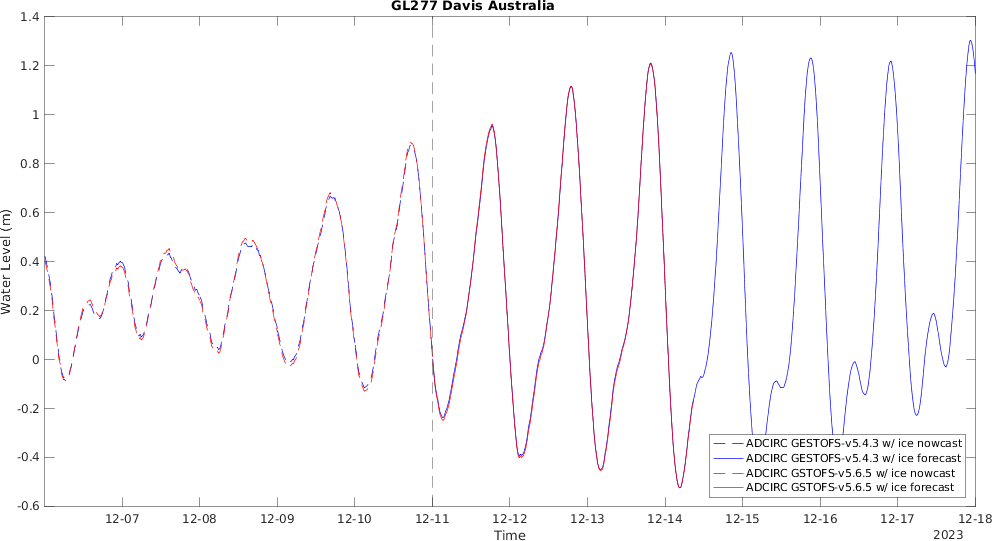 GL277 Davis Australia
1.4
1.2
1
0.8
0.6
0.4
0.2
0
-0.2
-0.4
-0.6
Water Level (m)
ADCIRC GESTOFS-v5.4.3 w/ ice nowcast
ADCIRC GESTOFS-v5.4.3 w/ ice forecast
ADCIRC GSTOFS-v5.6.5 w/ ice nowcast
ADCIRC GSTOFS-v5.6.5 w/ ice forecast
12-07 12-08 12-09 12-10 12-11 12-12 12-13 12-14 12-15 12-16 12-17 12-18
Time 2023